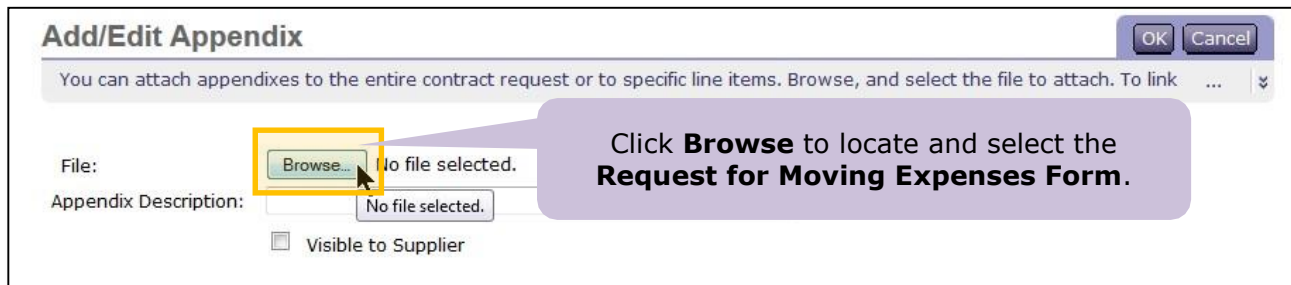 Add/Edit Appendix
OK Cancel
You can attach appendixes to the entire contract request or to specific line items. Browse, and select the file to attach. To link ...
Click Browse to locate and select the
Request for Moving Expenses Form.
File: Browse... No file selected.
Appendix Description:
No file selected.
Visible to Supplier